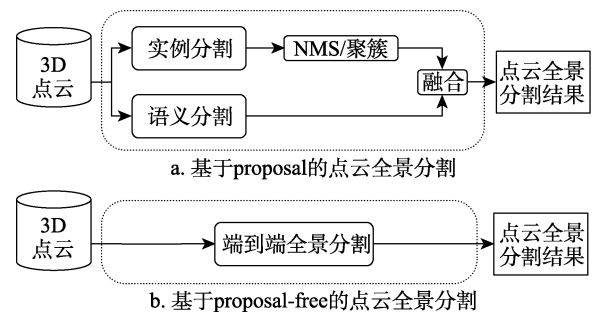 3D
点云
实例分割
NMS/聚簇
语义分割
融合
点云全景
分割结果
a. 基于proposal的点云全景分割
3D
点云
端到端全景分割
点云全景
分割结果
b. 基于proposal-free的点云全景分割